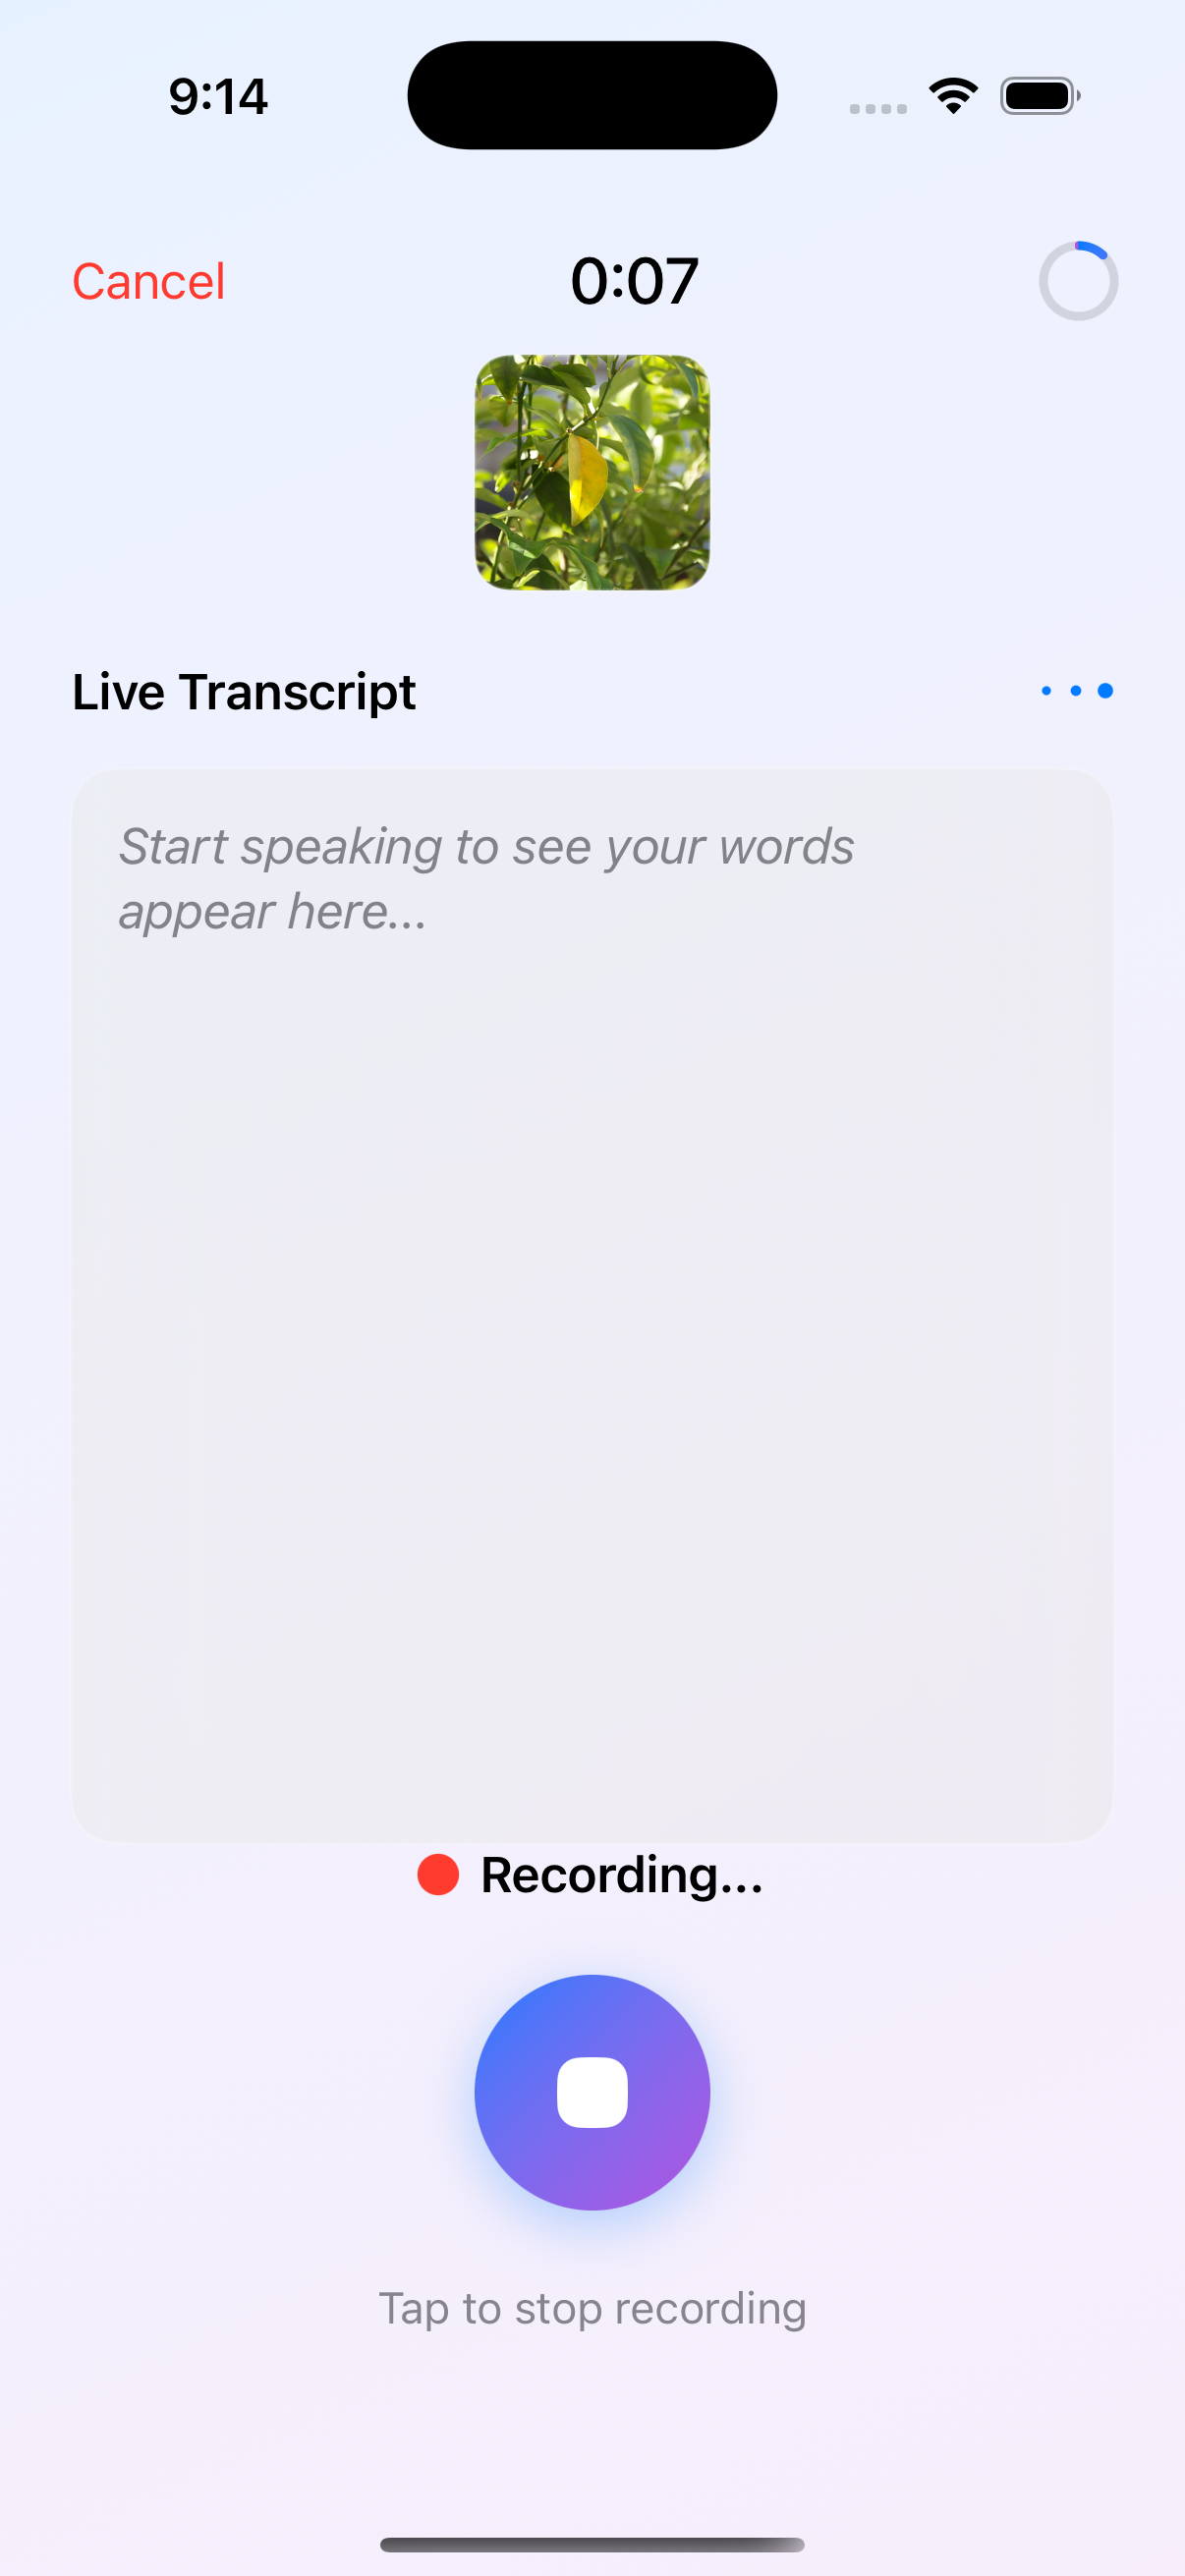 9:14
Cancel
0:07
Live Transcript
Start speaking to see your words
appear here...
Recording...
Tap to stop recording